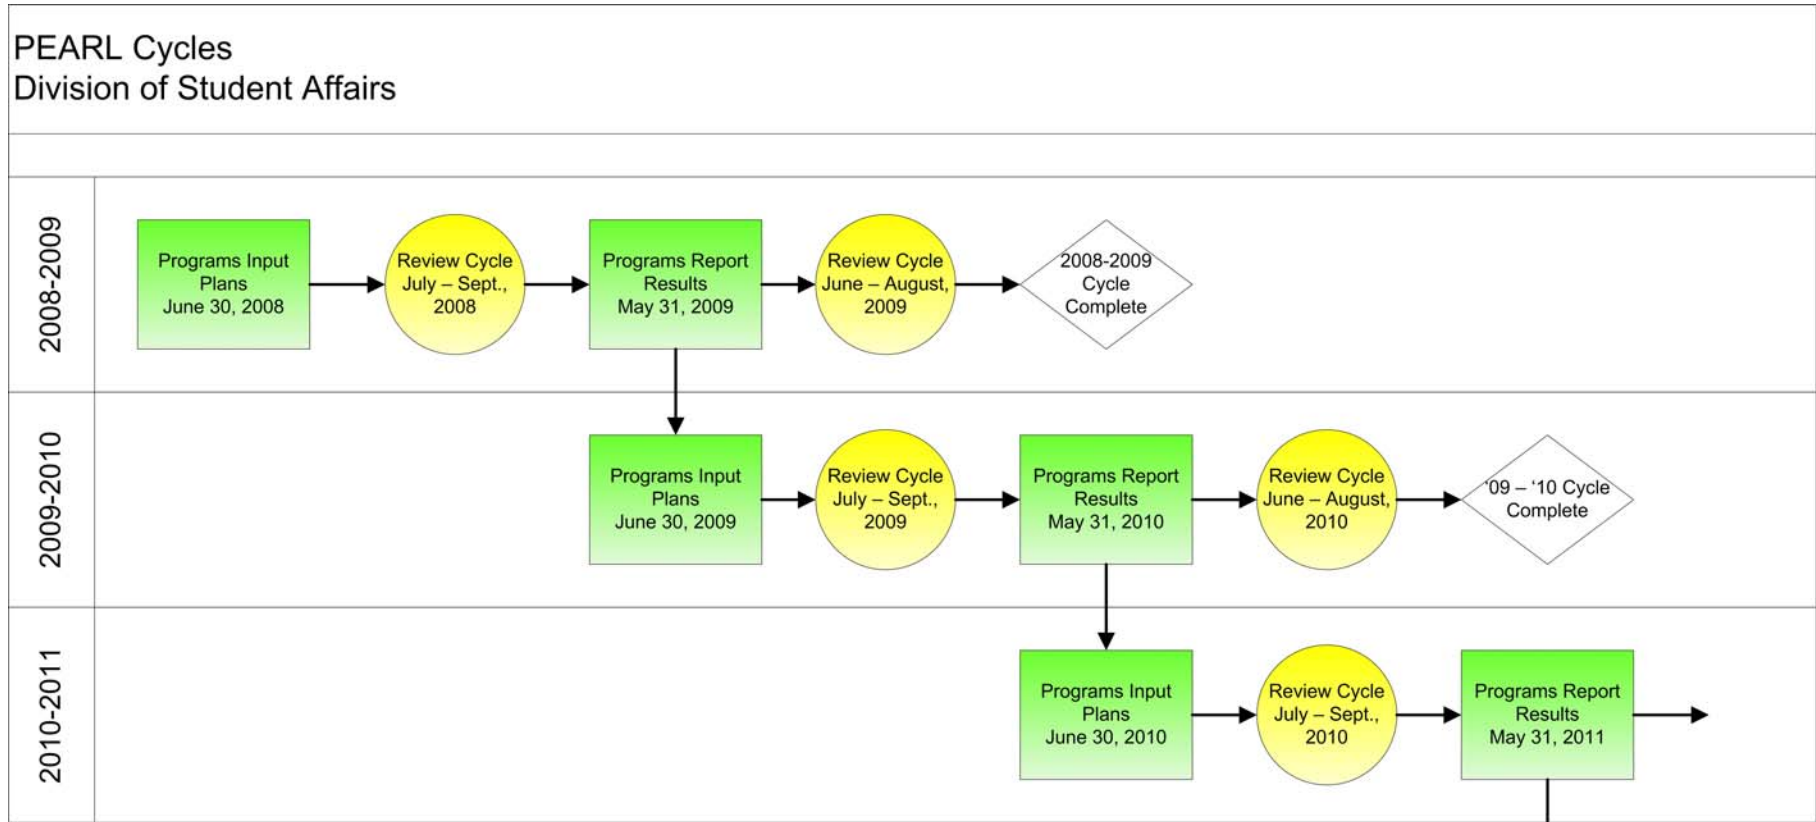 PEARL Cycles
Division of Student Affairs
2008-2009
Programs Input
Plans
June 30, 2008
Review Cycle
July – Sept.,
2008
Programs Report
Results
May 31, 2009
Review Cycle
June – August,
2009
2008-2009
Cycle
Complete
2009-2010
Programs Input
Plans
June 30, 2009
Review Cycle
July – Sept.,
2009
Programs Report
Results
May 31, 2010
Review Cycle
June – August,
2010
‘09 – ‘10 Cycle
Complete
2010-2011
Programs Input
Plans
June 30, 2010
Review Cycle
July – Sept.,
2010
Programs Report
Results
May 31, 2011